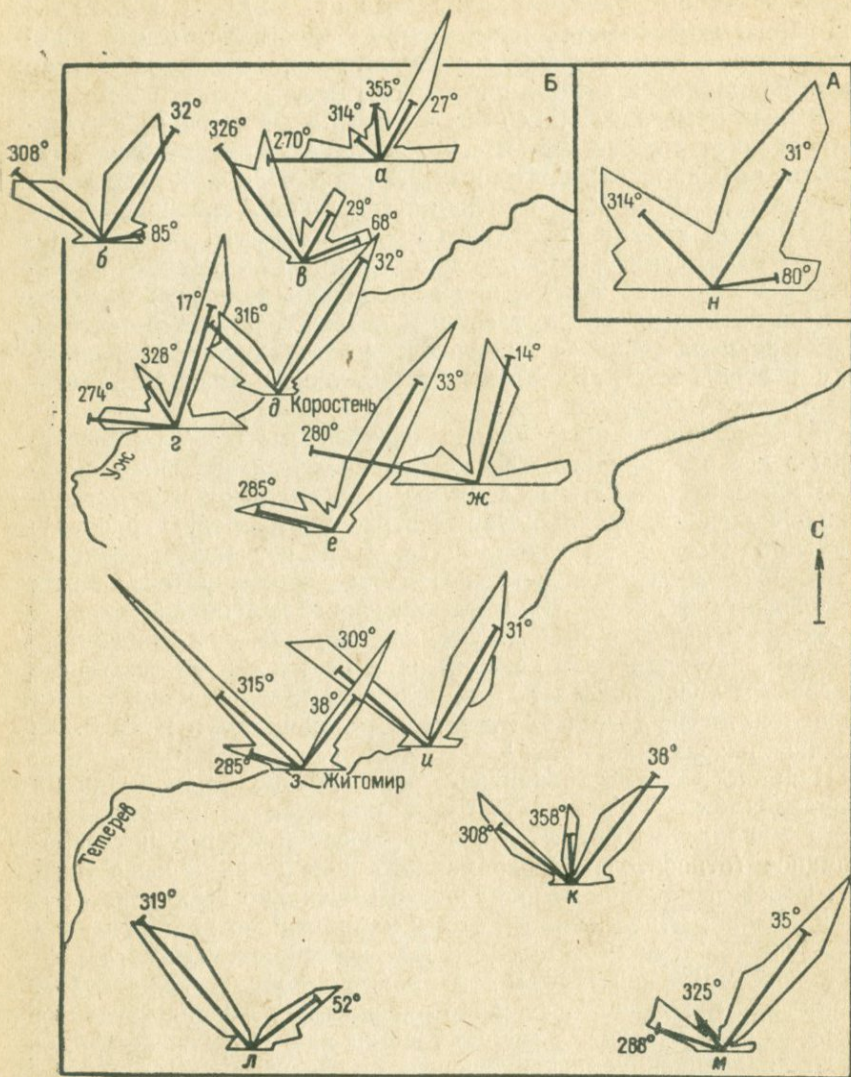 Б
А
355°
27°
314°
270°
а
32°
308°
85°
б
326°
29°
68°
в
31°
314°
80°
н
17°
328°
274°
г
32°
316°
д Коростень
Уж
33°
285°
е
14°
280°
ж
С
315°
38°
285°
з Житомир
309°
31°
и
Тетерев
38°
358°
308°
к
319°
52°
л
35°
325°
288°
м